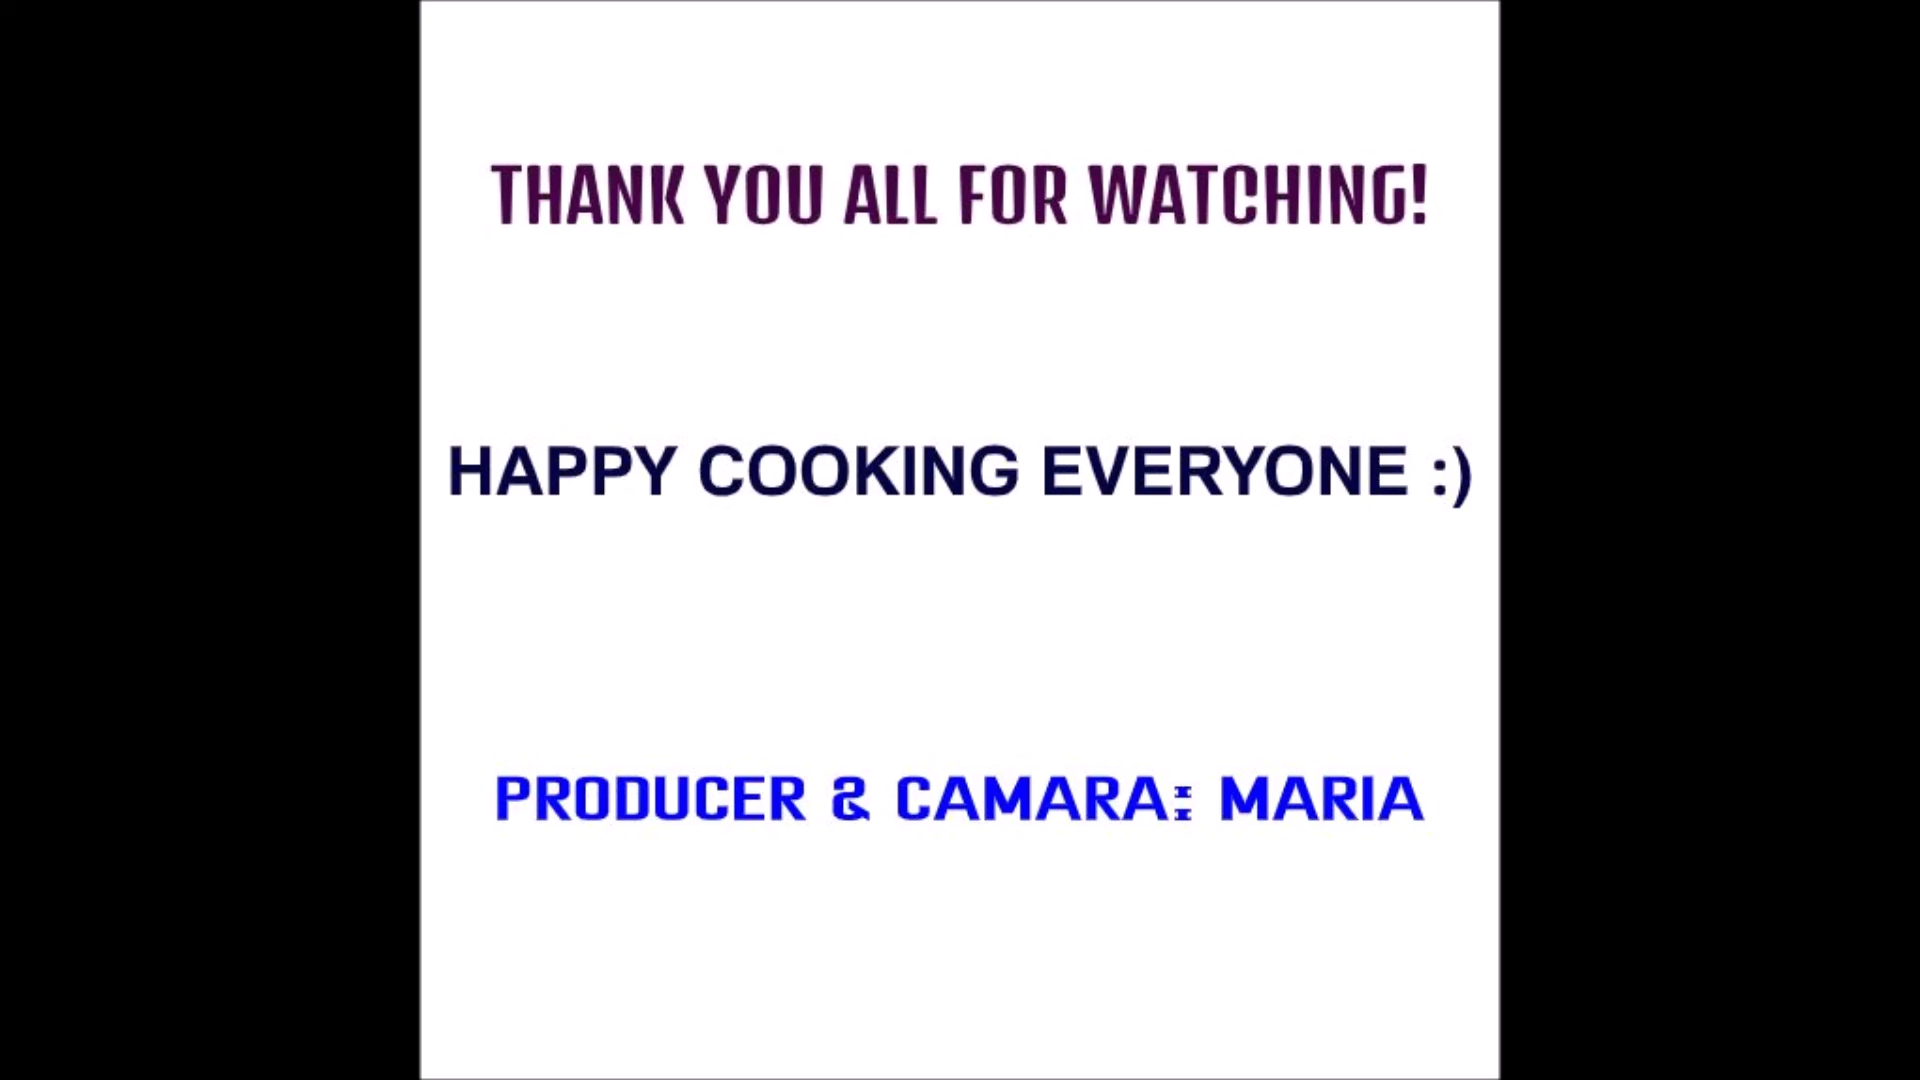 THANK YOU ALL FOR WATCHING!
HAPPY COOKING EVERYONE :)
PRODUCER & CAMARA: MARIA